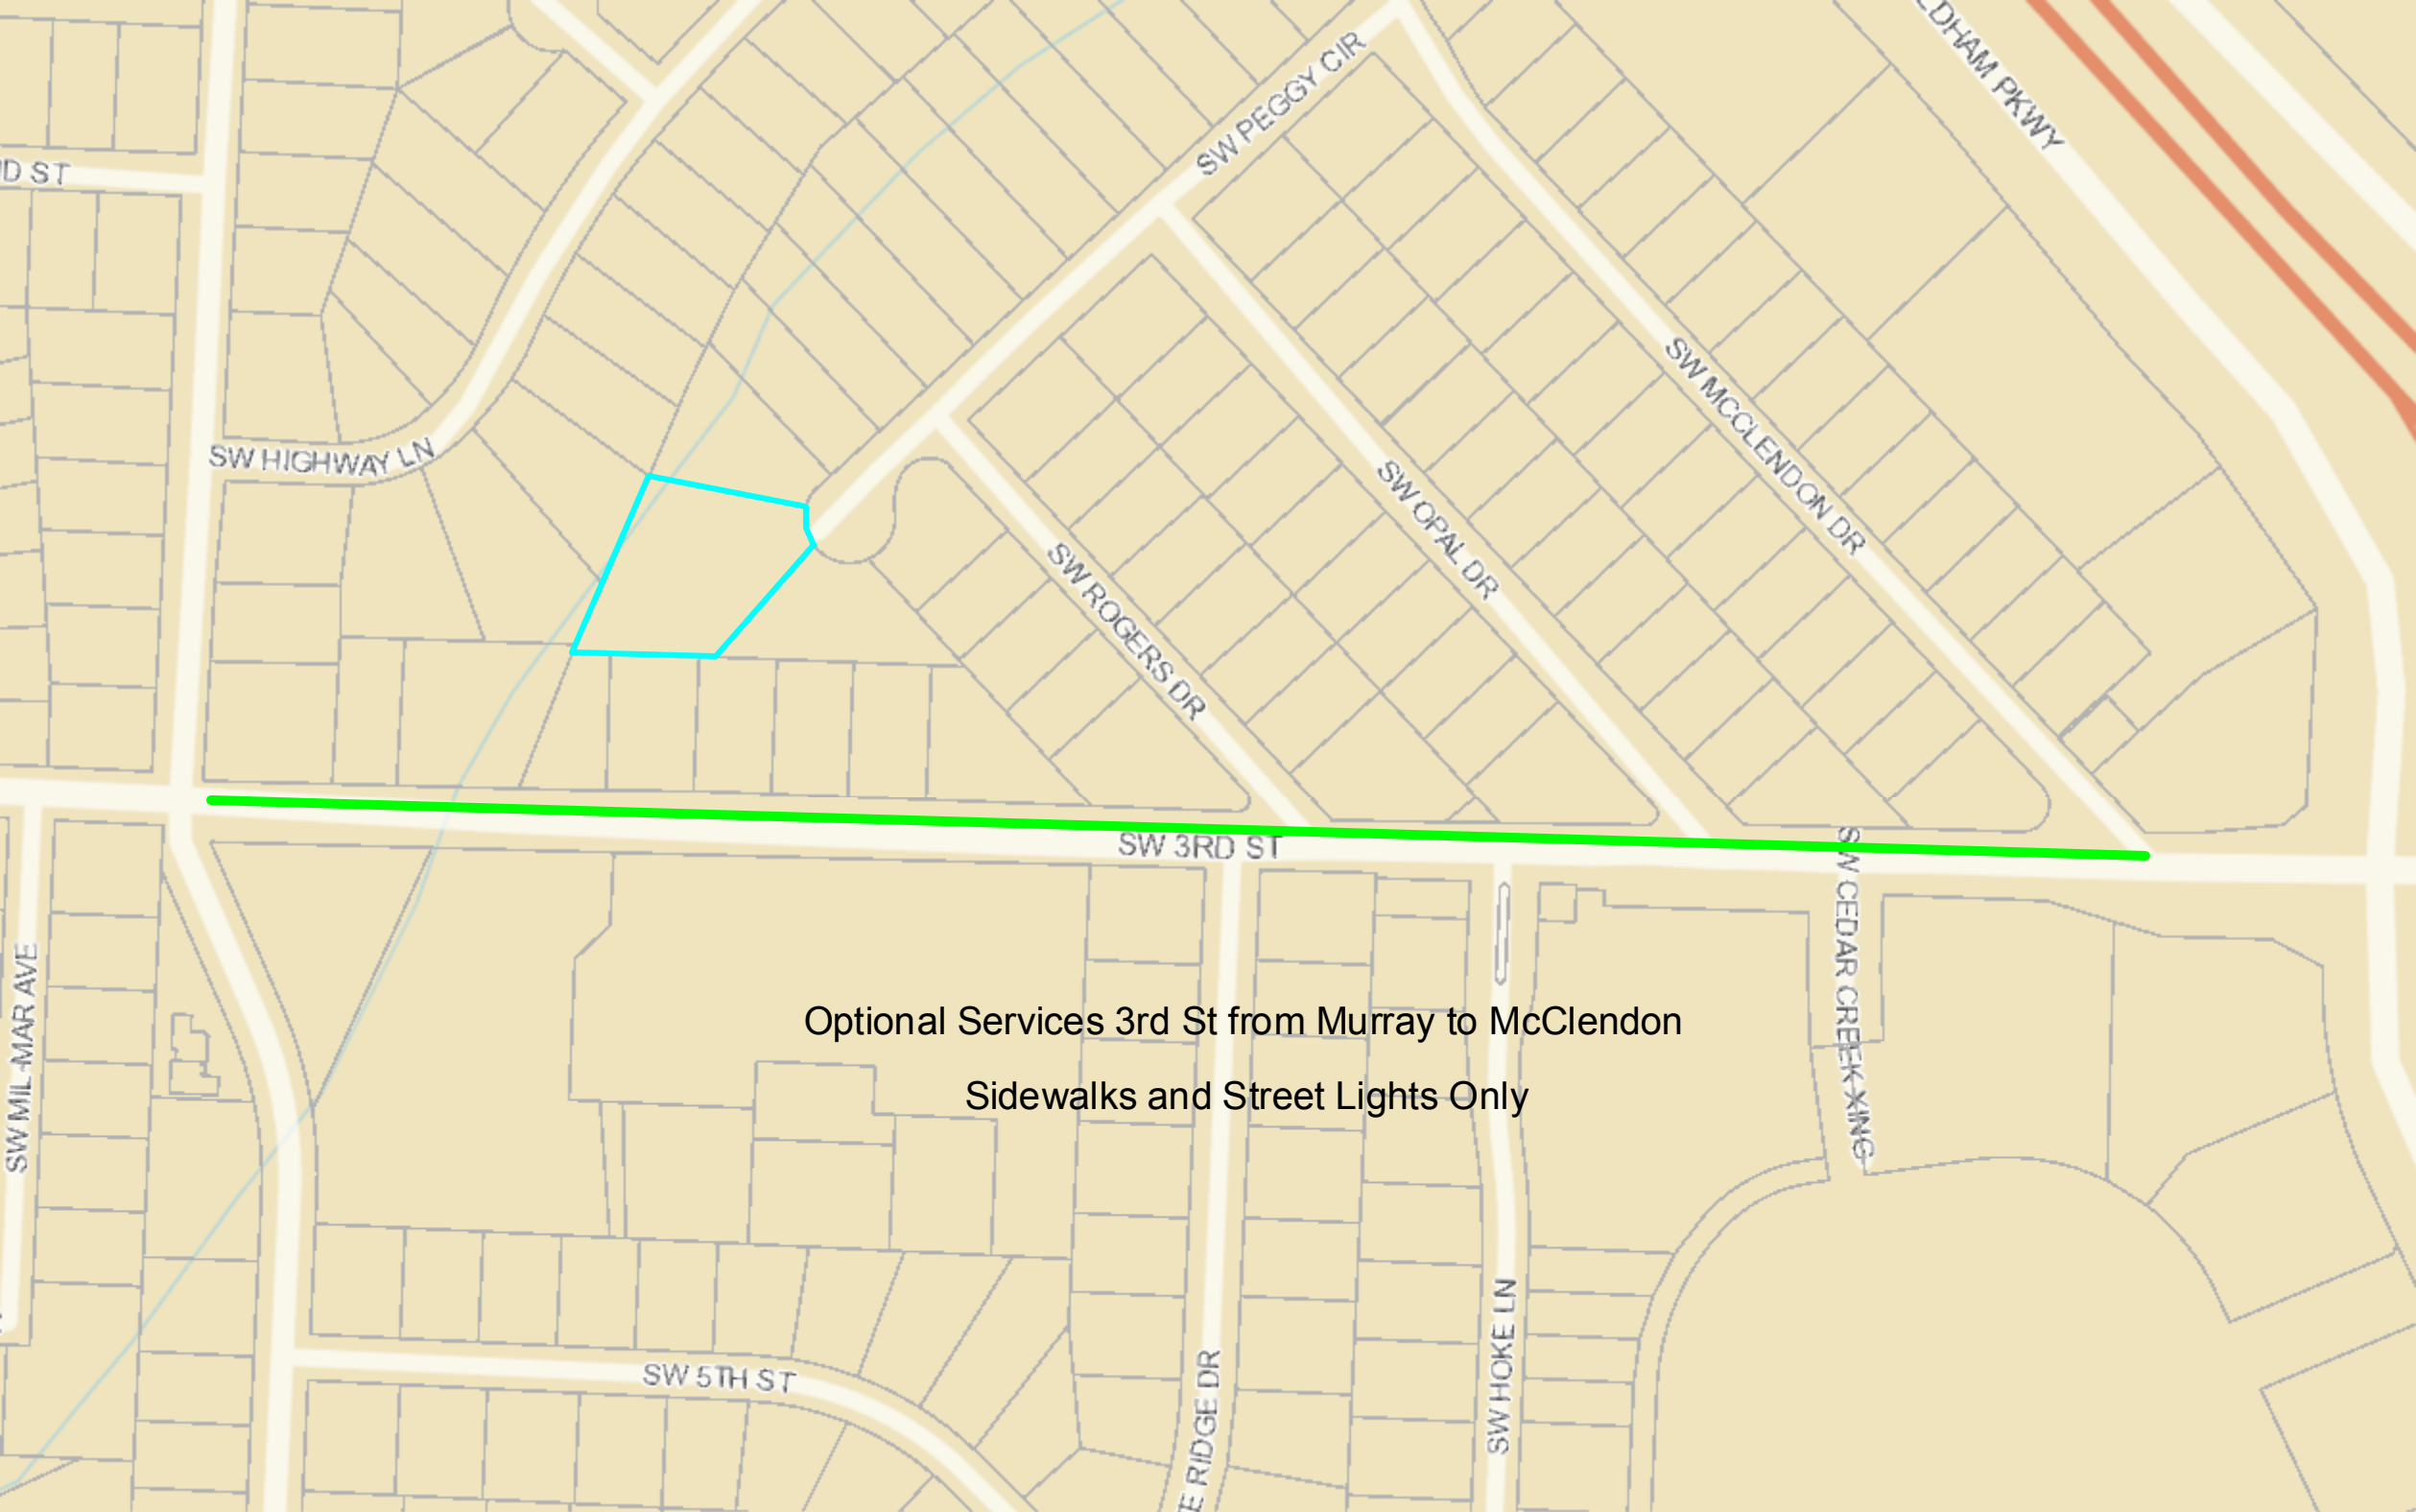 SW PEGGY CIR
PKWY
ST
SW HIGHWAY LN
SW MCCLENDON DR
SW OPAL DR
SW ROGERS DR
SW 3RD ST
SW CEDAR CREEK XING
SW MIL-MAR AVE
Optional Services 3rd St from Murray to McClendon
Sidewalks and Street Lights Only
SW HOKE LN
SW 5TH ST
RIDGE DR